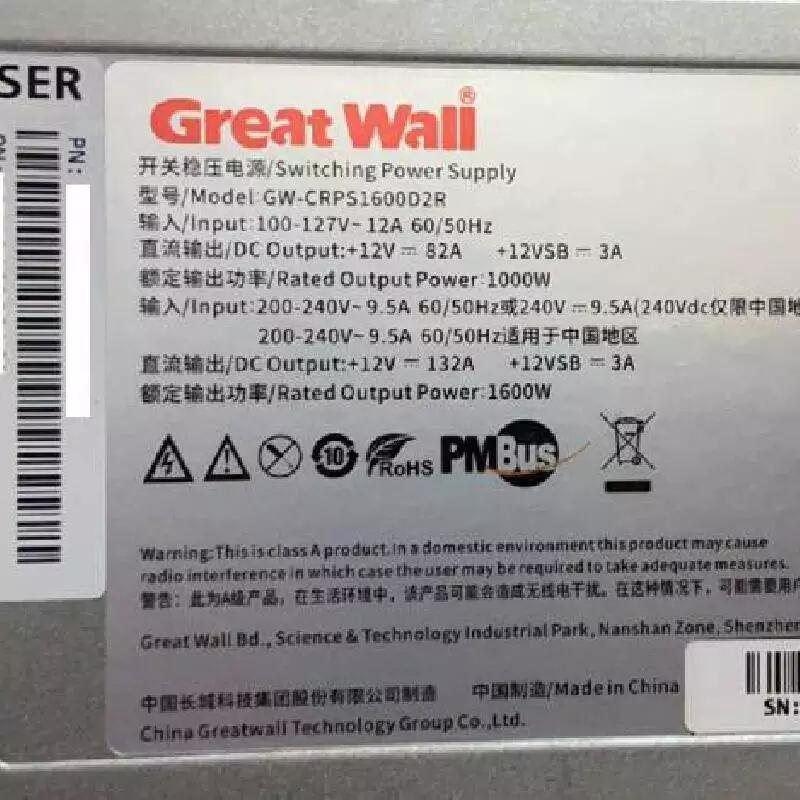 SER
PN:
Great Wall®
开关稳压电源/Switching Power Supply
型号/Model:GW-CRPS1600D2R
输入/Input:100-127V~12A 60/50Hz
直流输出/DC Output:+12V ⎓ 82A +12VSB ⎓ 3A
额定输出功率/Rated Output Power:1000W
输入/Input:200-240V~9.5A 60/50Hz或240V ⎓9.5A(240Vdc仅限中国地
200-240V~9.5A 60/50Hz适用于中国地区
直流输出/DC Output:+12V ⎓ 132A +12VSB ⎓ 3A
额定输出功率/Rated Output Power:1600W
10 RoHS PMBus
Warning:This is class A product.In a domestic environment this product may cause
radio interference in which case the user may be required to take adequate measures.
警告：此为A级产品，在生活环境中，该产品可能会造成无线电干扰。在这种情况下，可能需要用户
Great Wall Bd., Science & Technology Industrial Park, Nanshan Zone, Shenzhen
中国长城科技集团股份有限公司制造 中国制造/Made in China
China Greatwall Technology Group Co.,Ltd.
SN: